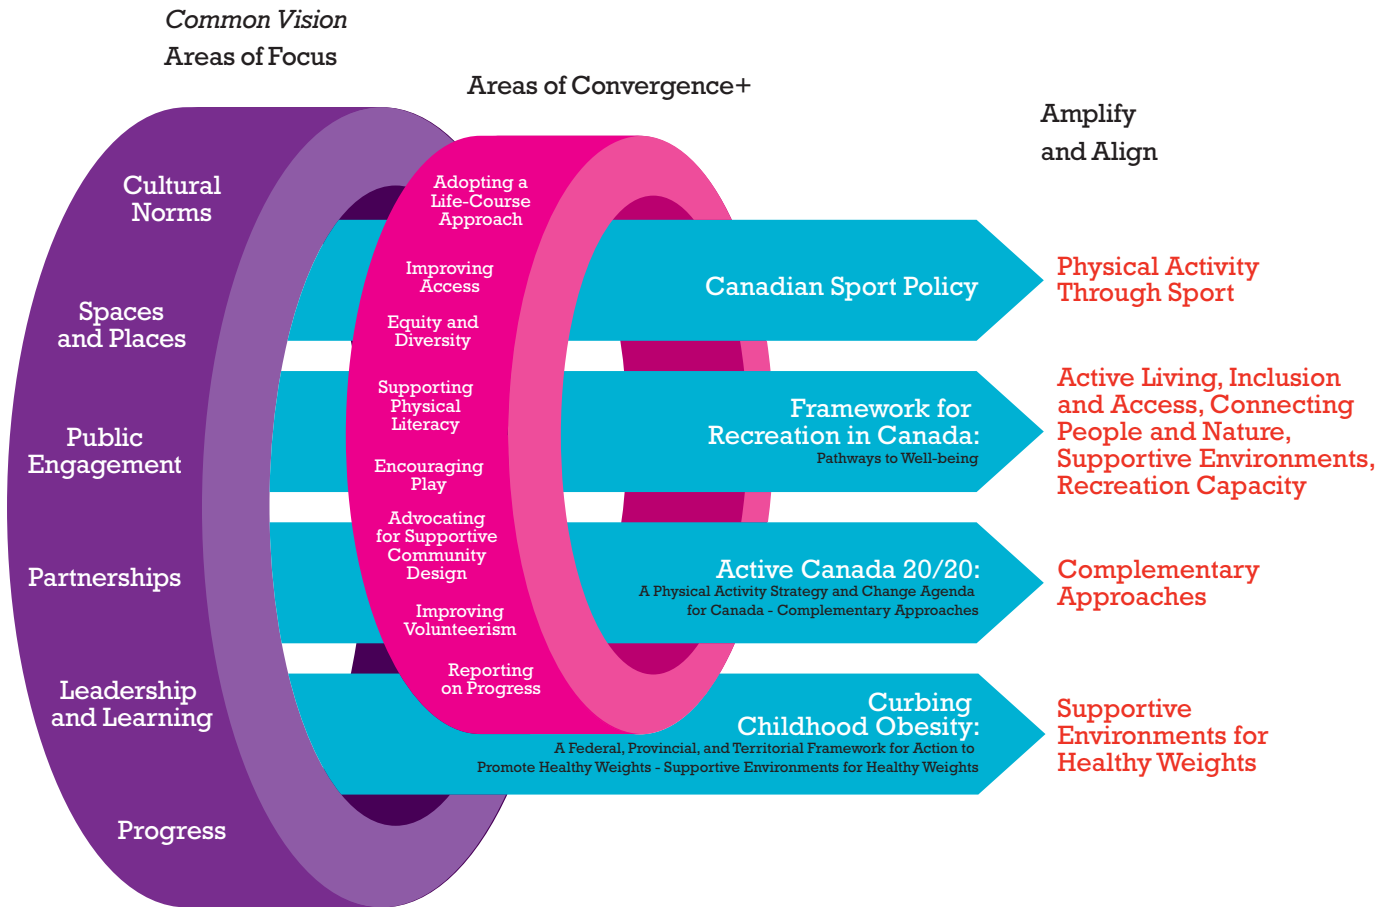 Common Vision
Areas of Focus
Areas of Convergence+
Amplify
and Align
Cultural
Norms
Spaces
and Places
Public
Engagement
Partnerships
Leadership
and Learning
Progress
Adopting a
Life-Course
Approach
Improving
Access
Equity and
Diversity
Supporting
Physical
Literacy
Encouraging
Play
Advocating
for Supportive
Community
Design
Improving
Volunteerism
Reporting
on Progress
Canadian Sport Policy
Framework for
Recreation in Canada:
Pathways to Well-being
Active Canada 20/20:
A Physical Activity Strategy and Change Agenda
for Canada - Complementary Approaches
Curbing
Childhood Obesity:
A Federal, Provincial, and Territorial Framework for Action to
Promote Healthy Weights - Supportive Environments for Healthy Weights
Physical Activity
Through Sport
Active Living, Inclusion
and Access, Connecting
People and Nature,
Supportive Environments,
Recreation Capacity
Complementary
Approaches
Supportive
Environments for
Healthy Weights